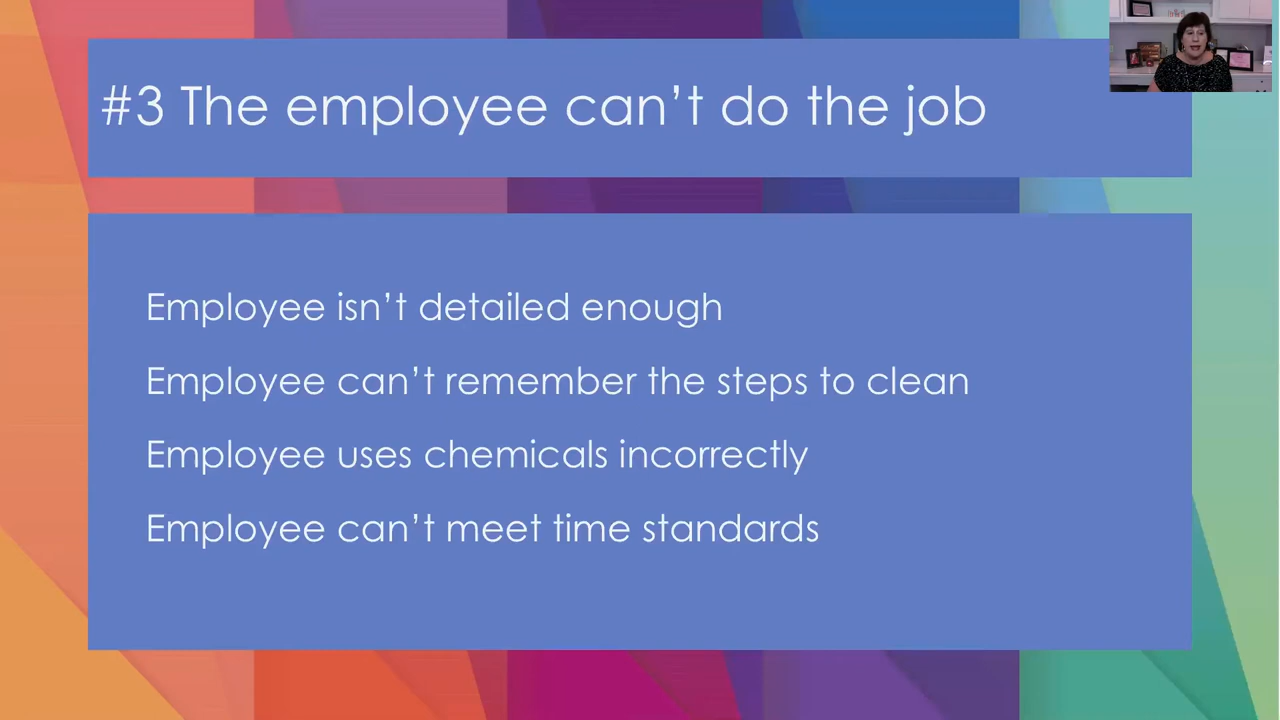 #3 The employee can’t do the job
Employee isn’t detailed enough
Employee can’t remember the steps to clean
Employee uses chemicals incorrectly
Employee can’t meet time standards